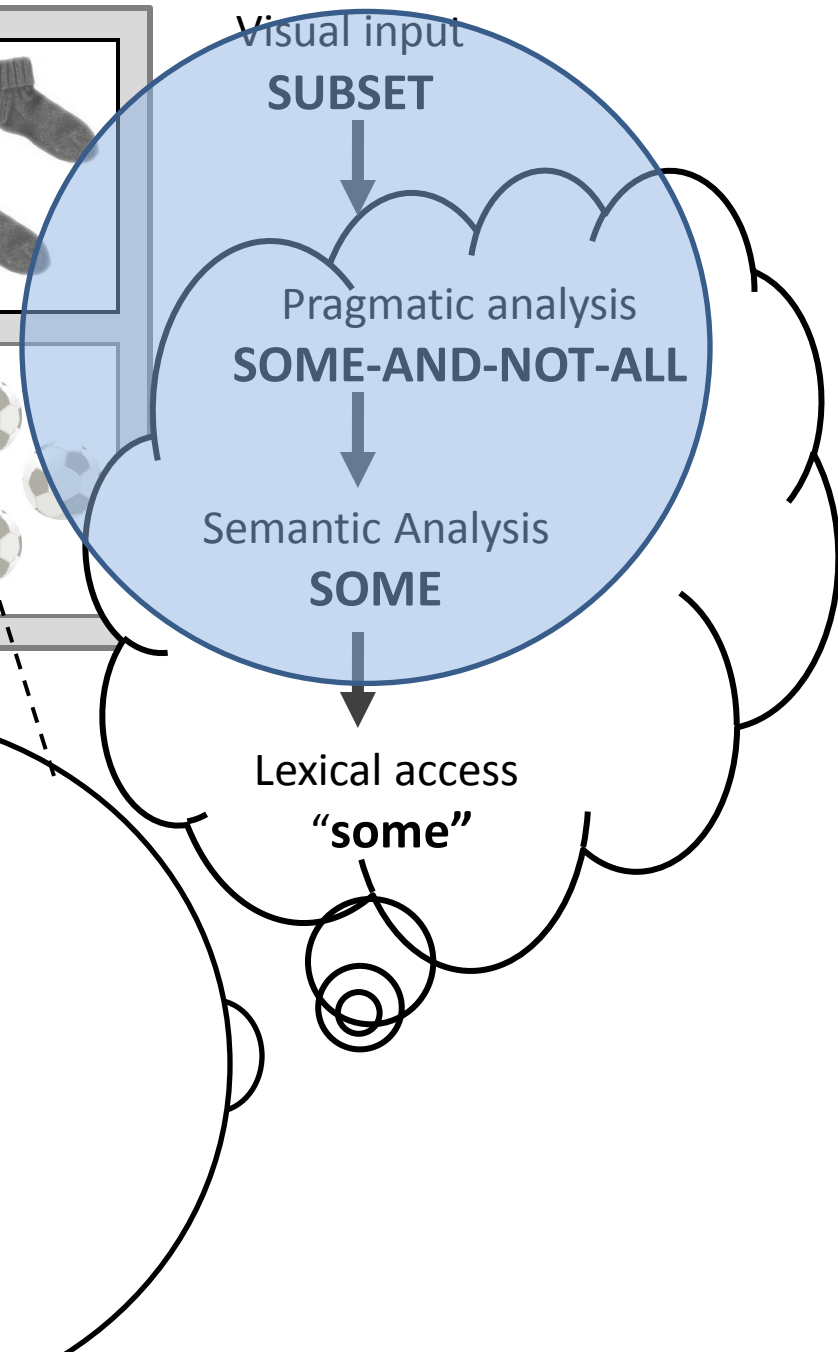 Visual input
SUBSET
Pragmatic analysis
SOME-AND-NOT-ALL
Semantic Analysis
SOME
Lexical access
“some”